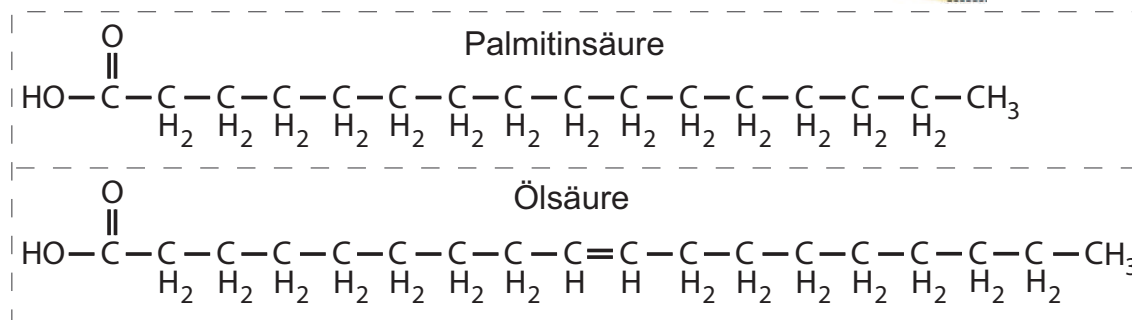 O
Palmitinsäure
HO—C—C—C—C—C—C—C—C—C—C—C—C—C—C—C—CH₃
H₂ H₂ H₂ H₂ H₂ H₂ H₂ H₂ H₂ H₂ H₂ H₂ H₂ H₂
O
Ölsäure
HO—C—C—C—C—C—C—C—C—C=C—C—C—C—C—C—C—C—CH₃
H₂ H₂ H₂ H₂ H₂ H₂ H₂ H H H₂ H₂ H₂ H₂ H₂ H₂ H₂